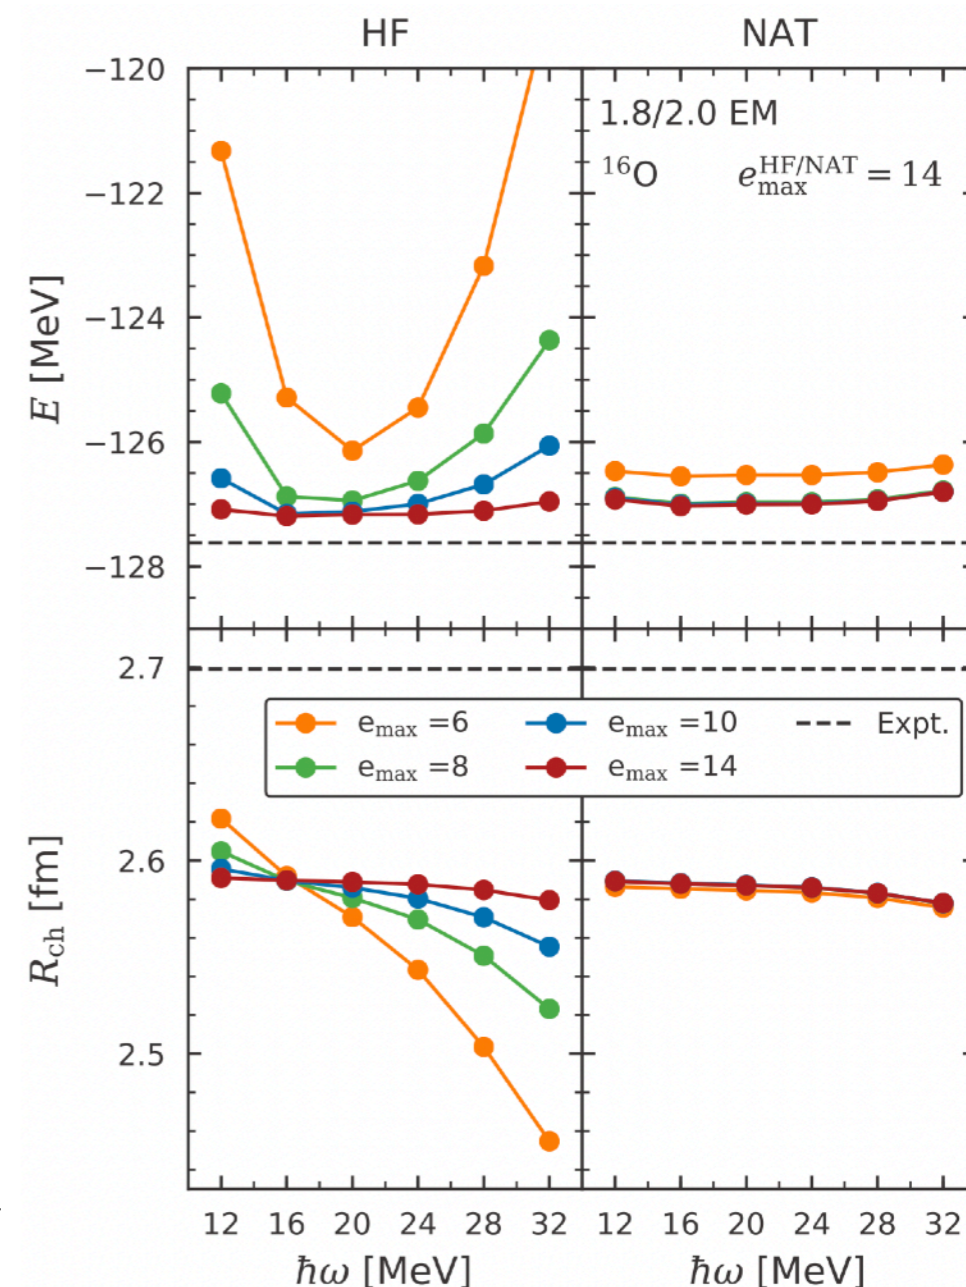 HF NAT
−120
−122
−124
−126
−128
E [MeV]
1.8/2.0 EM
¹⁶O e_max^HF/NAT = 14
2.7
2.6
2.5
R_ch [fm]
e_max =6 e_max =10 Expt.
e_max =8 e_max =14
12 16 20 24 28 32 12 16 20 24 28 32
ħω [MeV] ħω [MeV]